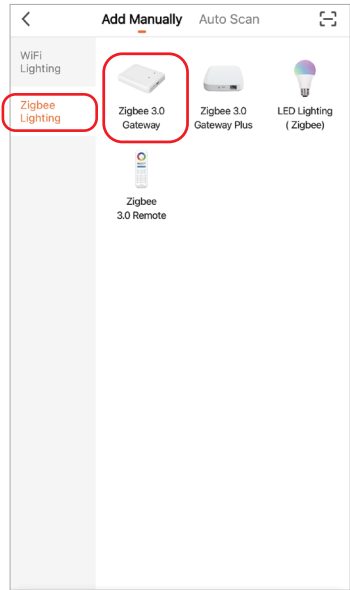 Add Manually Auto Scan
WiFi
Lighting
Zigbee
Lighting
Zigbee 3.0
Gateway
Zigbee 3.0
Gateway Plus
LED Lighting
( Zigbee)
Zigbee
3.0 Remote